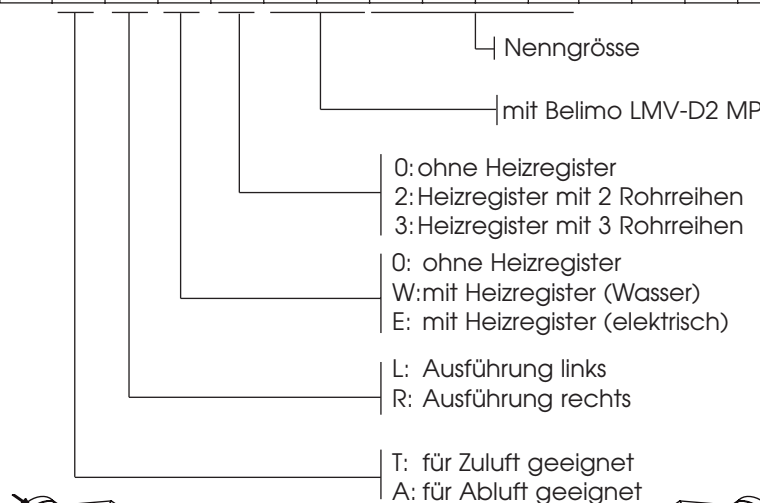 Nenngrösse
mit Belimo LMV-D2 MP
0: ohne Heizregister
2: Heizregister mit 2 Rohrreihen
3: Heizregister mit 3 Rohrreihen
0: ohne Heizregister
W: mit Heizregister (Wasser)
E: mit Heizregister (elektrisch)
L: Ausführung links
R: Ausführung rechts
T: für Zuluft geeignet
A: für Abluft geeignet